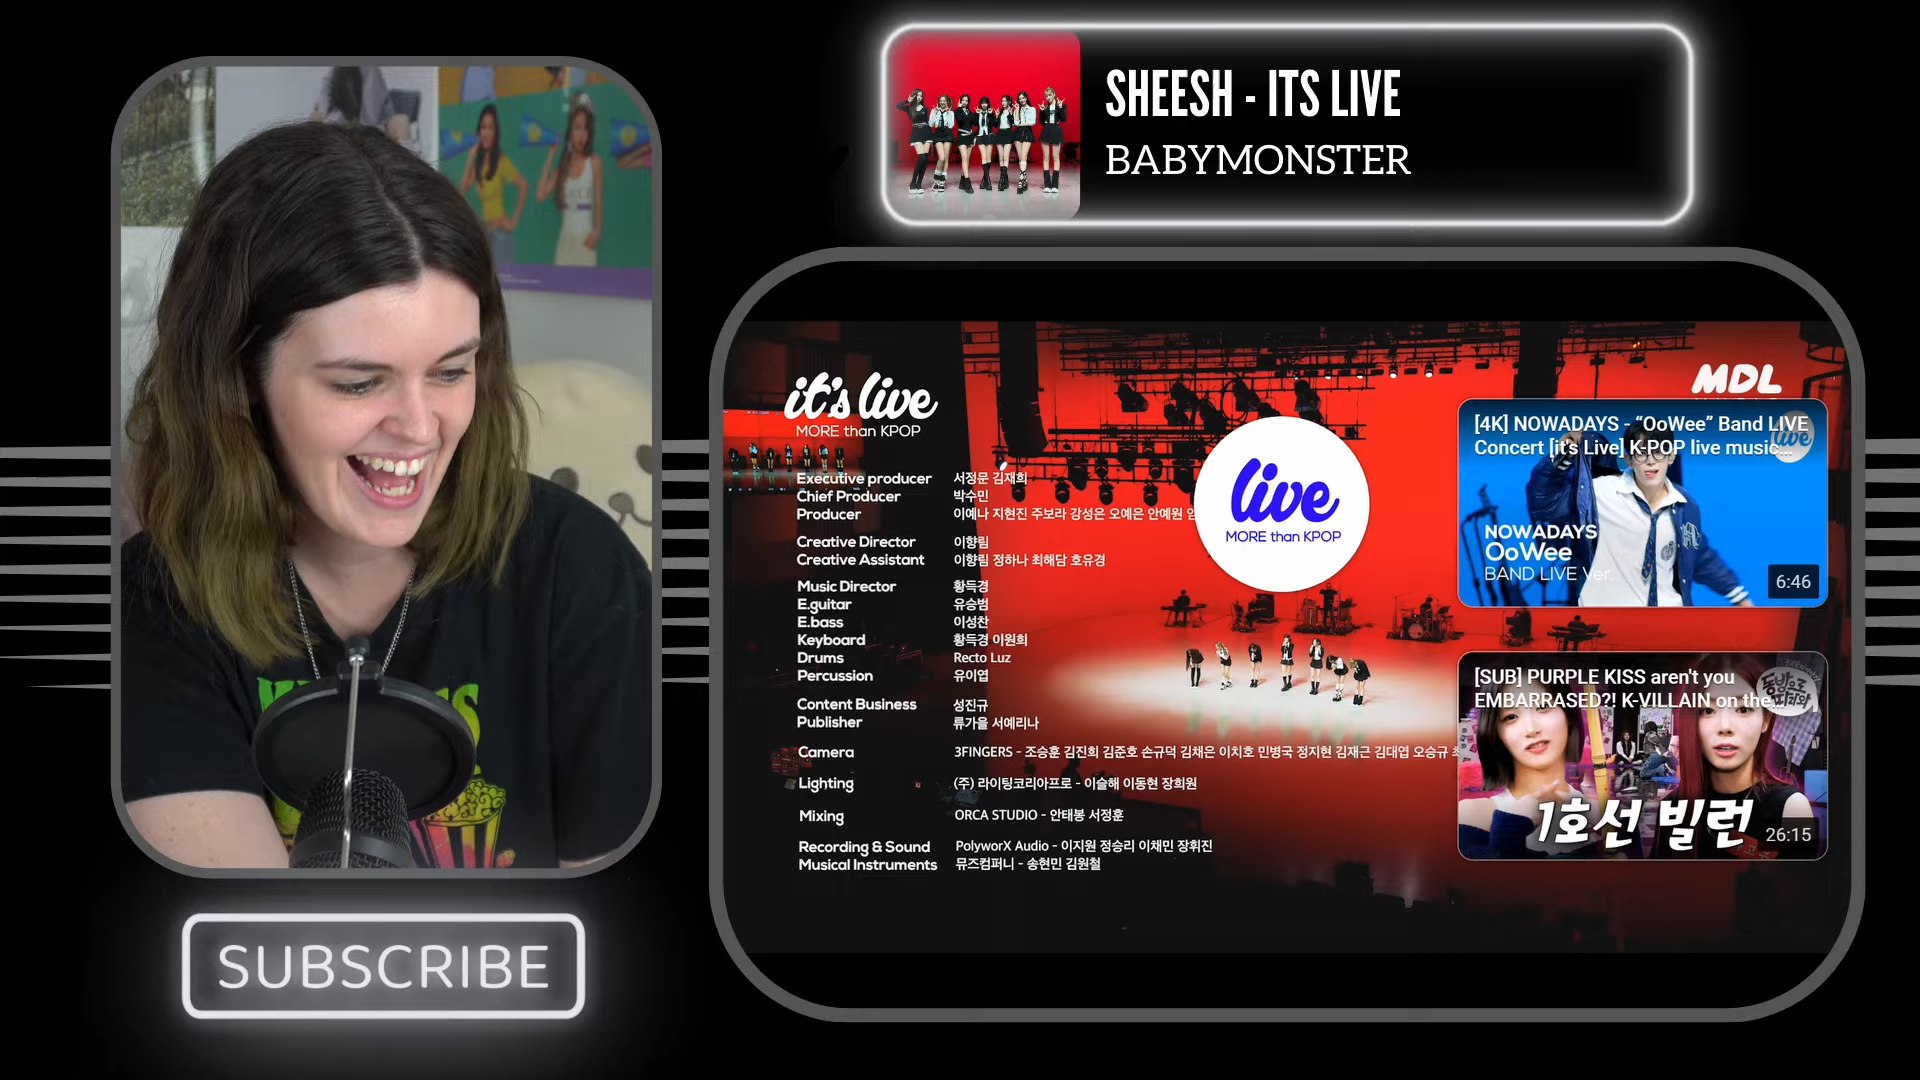 SHEESH - ITS LIVE
BABYMONSTER
it's live
MORE than KPOP
MDL
Executive producer 서정문 김재희
Chief Producer 박수민
Producer 이예나 지현진 주보라 강성은 오예은 안예원
Creative Director 이향림
Creative Assistant 이향림 정하나 최해담 호유경
Music Director 황득경
E.guitar 유승범
E.bass 이성찬
Keyboard 황득경 이원희
Drums Recto Luz
Percussion 유이엽
Content Business 성진규
Publisher 류가을 서예리나
Camera 3FINGERS - 조승훈 김진희 김준호 손규덕 김채은 이치호 민병국 정지현 김재근 김대엽 오승규
Lighting (주) 라이팅코리아프로 - 이슬해 이동현 장희원
Mixing ORCA STUDIO - 안태봉 서정훈
Recording & Sound PolyworX Audio - 이지원 정승리 이채민 장휘진
Musical Instruments 뮤즈컴퍼니 - 송현민 김원철
live
MORE than KPOP
[4K] NOWADAYS - “OoWee” Band LIVE
Concert [it's Live] K-POP live music...
live
NOWADAYS
OoWee
BAND LIVE Ver.
6:46
[SUB] PURPLE KISS aren't you
EMBARRASED?! K-VILLAIN on the...
1호선 빌런
26:15
SUBSCRIBE